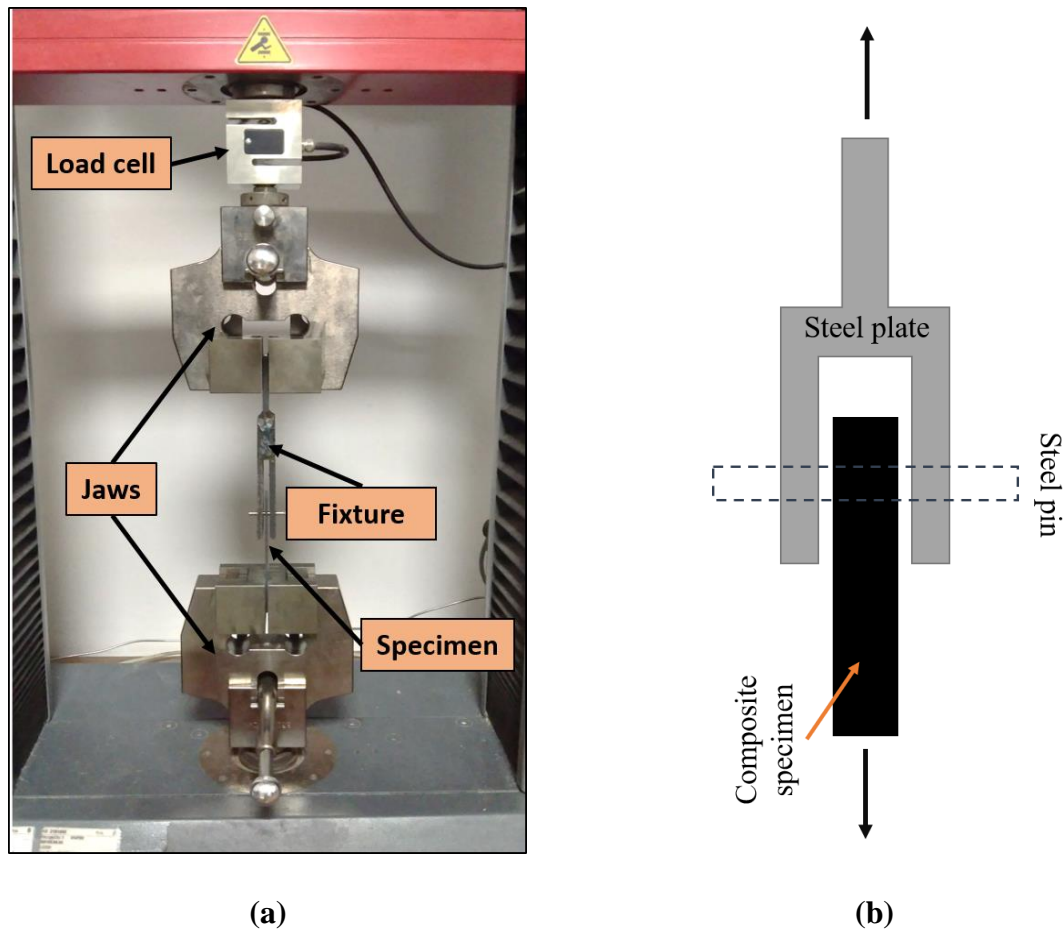 Load cell
Jaws
Fixture
Specimen
Steel plate
Steel pin
Composite
specimen
(a)
(b)